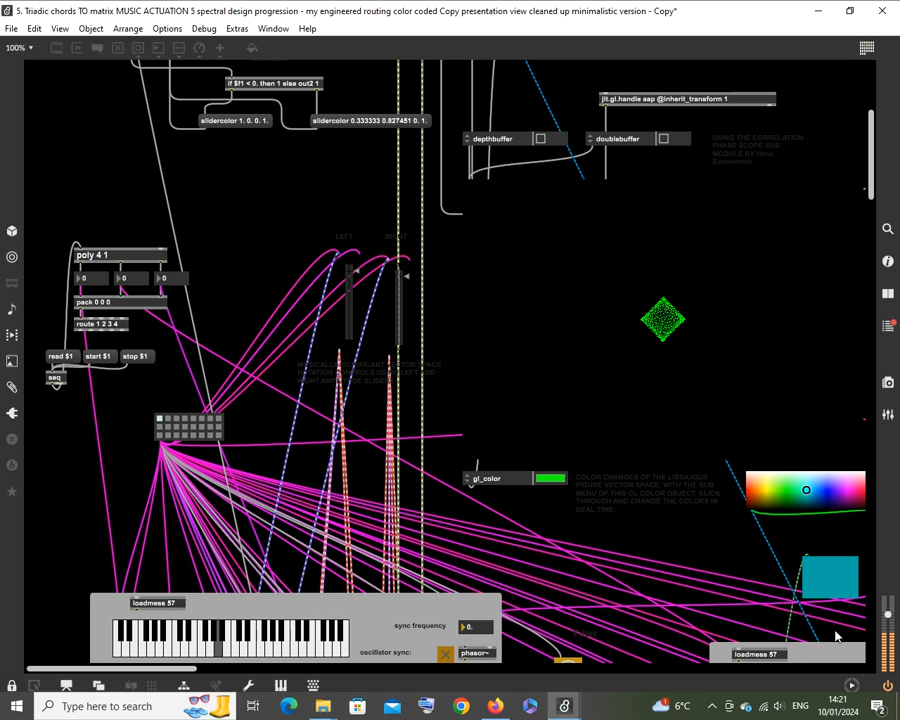 5. Triadic chords TO matrix MUSIC ACTUATION 5 spectral design progression - my engineered routing color coded Copy presentation view cleaned up minimalistic version - Copy*
File Edit View Object Arrange Options Debug Extras Window Help
100%
if $f1 < 0. then 1 else out2 1
slidercolor 1. 0. 0. 1.
slidercolor 0.333333 0.827451 0. 1.
jit.gl.handle aap @inherit_transform 1
depthbuffer
doublebuffer
USING THE CORRELATION
PHASE SCOPE SUB
MODULE BY Hans
Zimmerman
LEFT
RIGHT
poly 4 1
0
0
0
pack 0 0 0
route 1 2 3 4
read $1
start $1
stop $1
seq
gl_color
COLOR CHANGES OF THE LISSAJOUS
FIGURE VECTOR SPACE, WITH THE SUB
MENU OF THIS GL COLOR OBJECT. CLICK
THROUGH AND CHANGE THE COLORS IN
REAL TIME.
loadmess 57
sync frequency
0.
oscillator sync:
phasor~
loadmess 57
Type here to search
6°C
ENG
14:21
10/01/2024
2